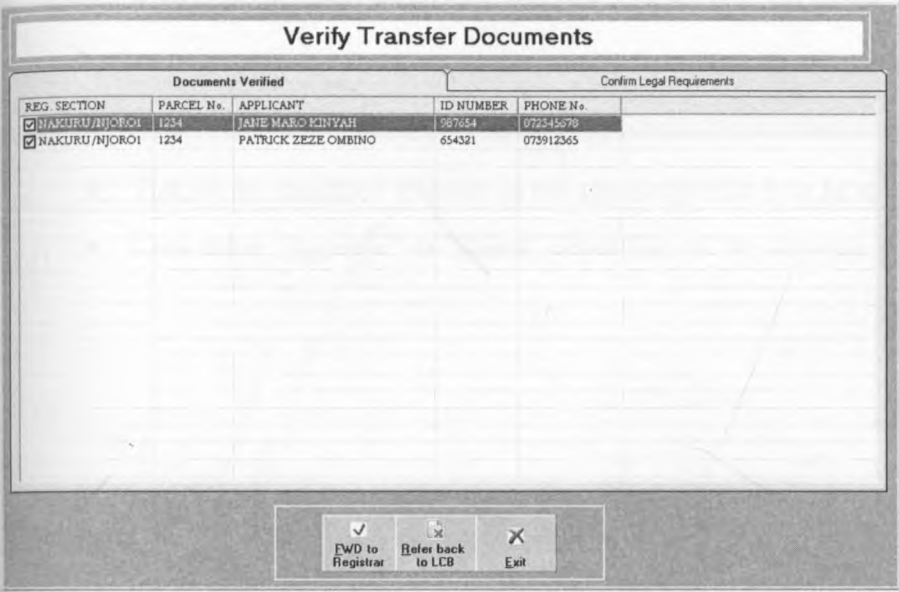 Verify Transfer Documents
Documents Verified Confirm Legal Requirements
REG. SECTION PARCEL No. APPLICANT ID NUMBER PHONE No.
NAKURU/NJORO1 1234 JANE MARO KINYAH 987654 072345678
NAKURU/NJORO1 1234 PATRICK ZEZE OMBINO 654321 073912365
FWD to Registrar
Refer back to LCB
Exit